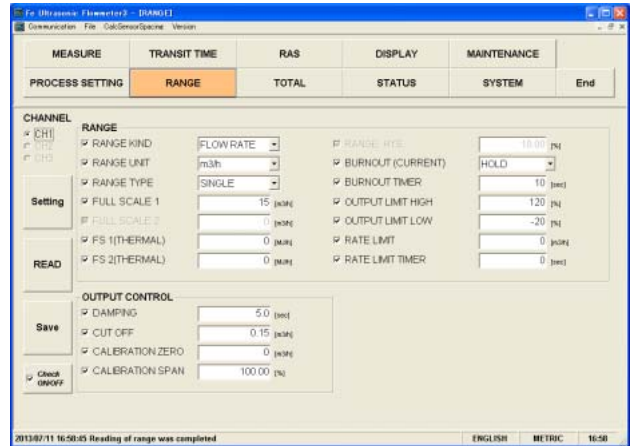 Fe Ultrasonic Flowmeter3 - [RANGE]
Communication File CalcSensorSpacing Version
MEASURE TRANSIT TIME RAS DISPLAY MAINTENANCE
PROCESS SETTING RANGE TOTAL STATUS SYSTEM End
CHANNEL
CH1
CH2
CH3
Setting
READ
Save
Check ON/OFF
RANGE
RANGE KIND FLOW RATE
RANGE UNIT m3/h
RANGE TYPE SINGLE
FULL SCALE 1 15 [m3/h]
FULL SCALE 2 0 [m3/h]
FS 1(THERMAL) 0 [MJ/h]
FS 2(THERMAL) 0 [MJ/h]
RANGE HYS. 10.00 [%]
BURNOUT (CURRENT) HOLD
BURNOUT TIMER 10 [sec]
OUTPUT LIMIT HIGH 120 [%]
OUTPUT LIMIT LOW -20 [%]
RATE LIMIT 0 [m3/h]
RATE LIMIT TIMER 0 [sec]
OUTPUT CONTROL
DAMPING 5.0 [sec]
CUT OFF 0.15 [m3/h]
CALIBRATION ZERO 0 [m3/h]
CALIBRATION SPAN 100.00 [%]
2013/07/11 16:50:45 Reading of range was completed ENGLISH METRIC 16:50